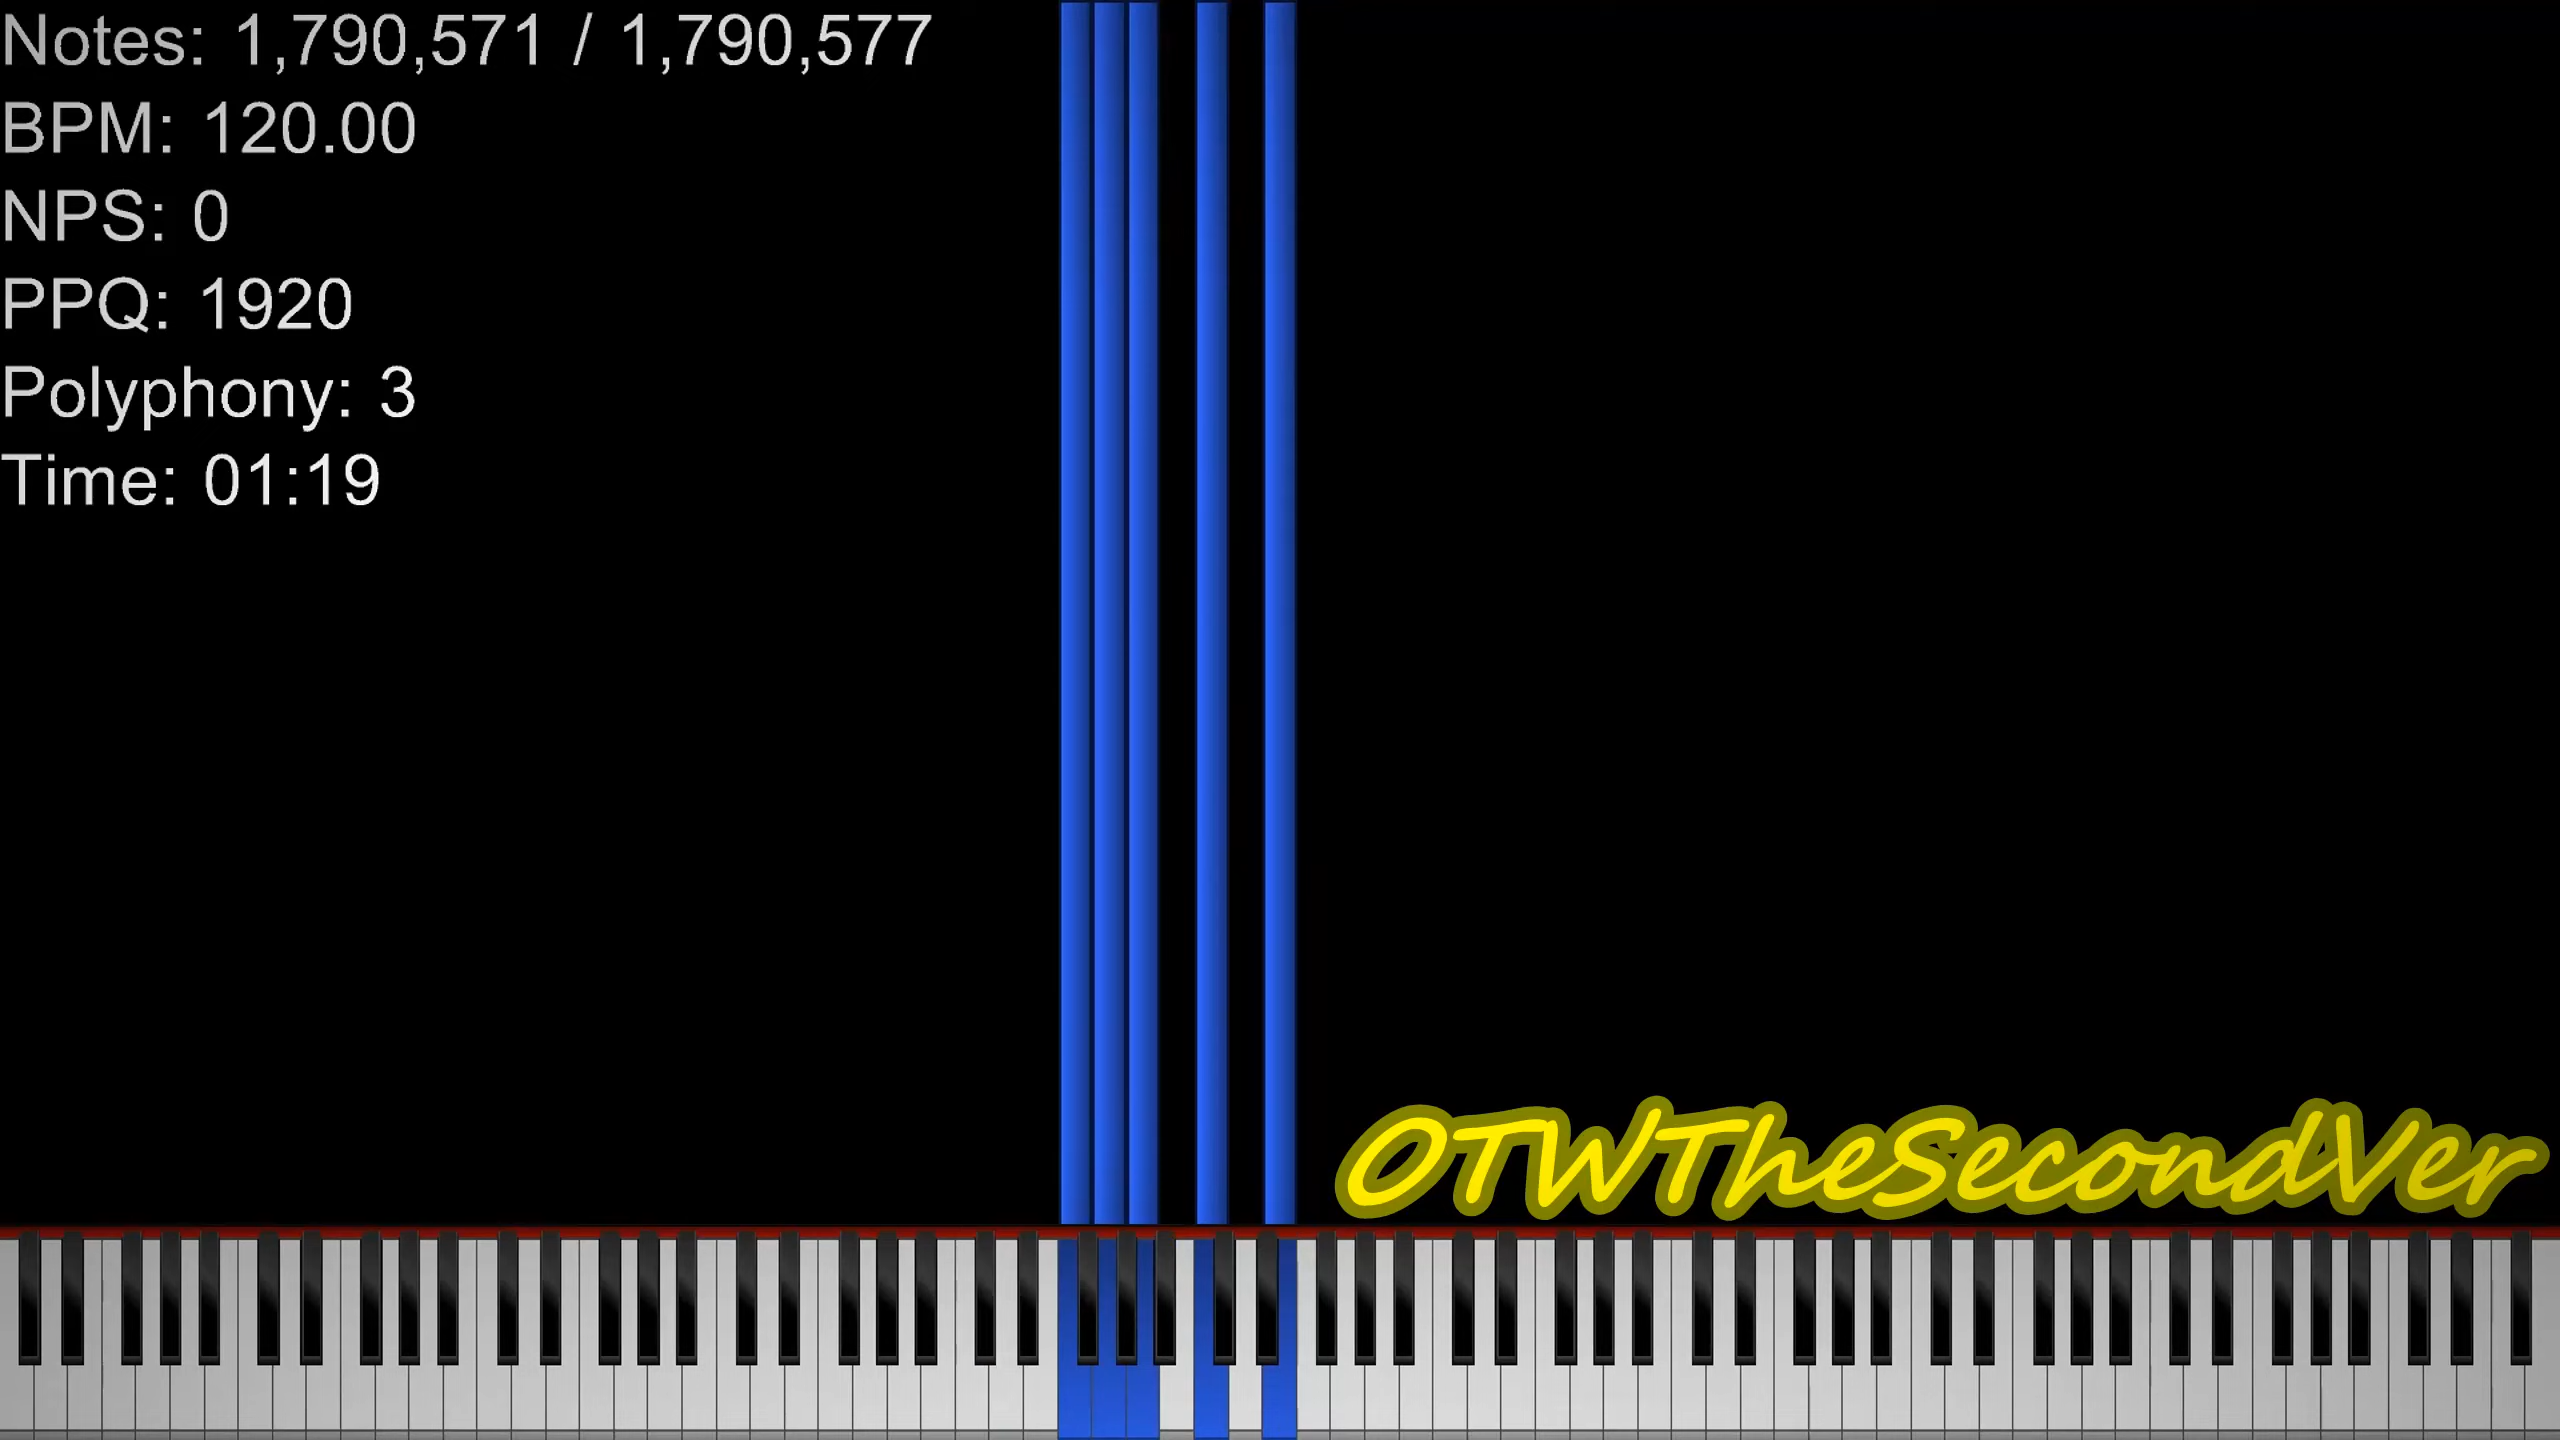 Notes: 1,790,571 / 1,790,577
BPM: 120.00
NPS: 0
PPQ: 1920
Polyphony: 3
Time: 01:19
OTWTheSecondVer